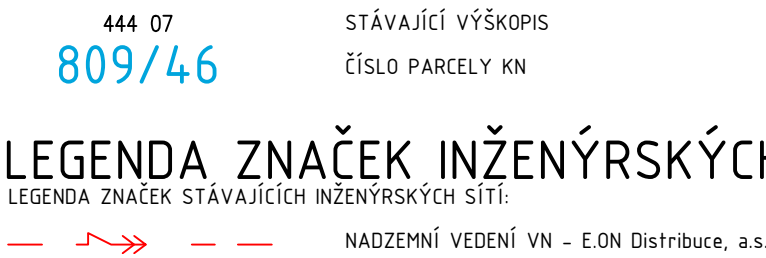 444 07 STÁVAJÍCÍ VÝŠKOPIS
809/46 ČÍSLO PARCELY KN
LEGENDA ZNAČEK INŽENÝRSKÝCH
LEGENDA ZNAČEK STÁVAJÍCÍCH INŽENÝRSKÝCH SÍTÍ:
NADZEMNÍ VEDENÍ VN - E.ON Distribuce, a.s.